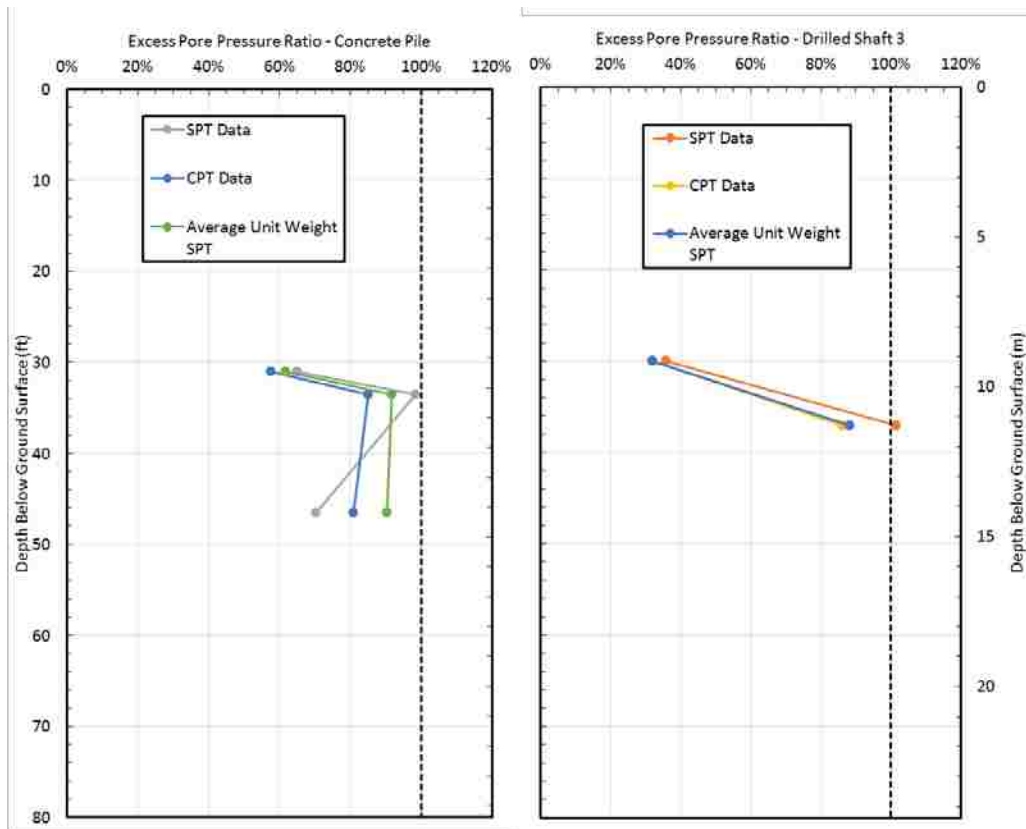 Excess Pore Pressure Ratio - Concrete Pile
0% 20% 40% 60% 80% 100% 120%
0
10
20
30
40
50
60
70
80
Depth Below Ground Surface (ft)
SPT Data
CPT Data
Average Unit Weight
SPT
Excess Pore Pressure Ratio - Drilled Shaft 3
0% 20% 40% 60% 80% 100% 120%
SPT Data
CPT Data
Average Unit Weight
SPT
0
5
10
15
20
Depth Below Ground Surface (m)